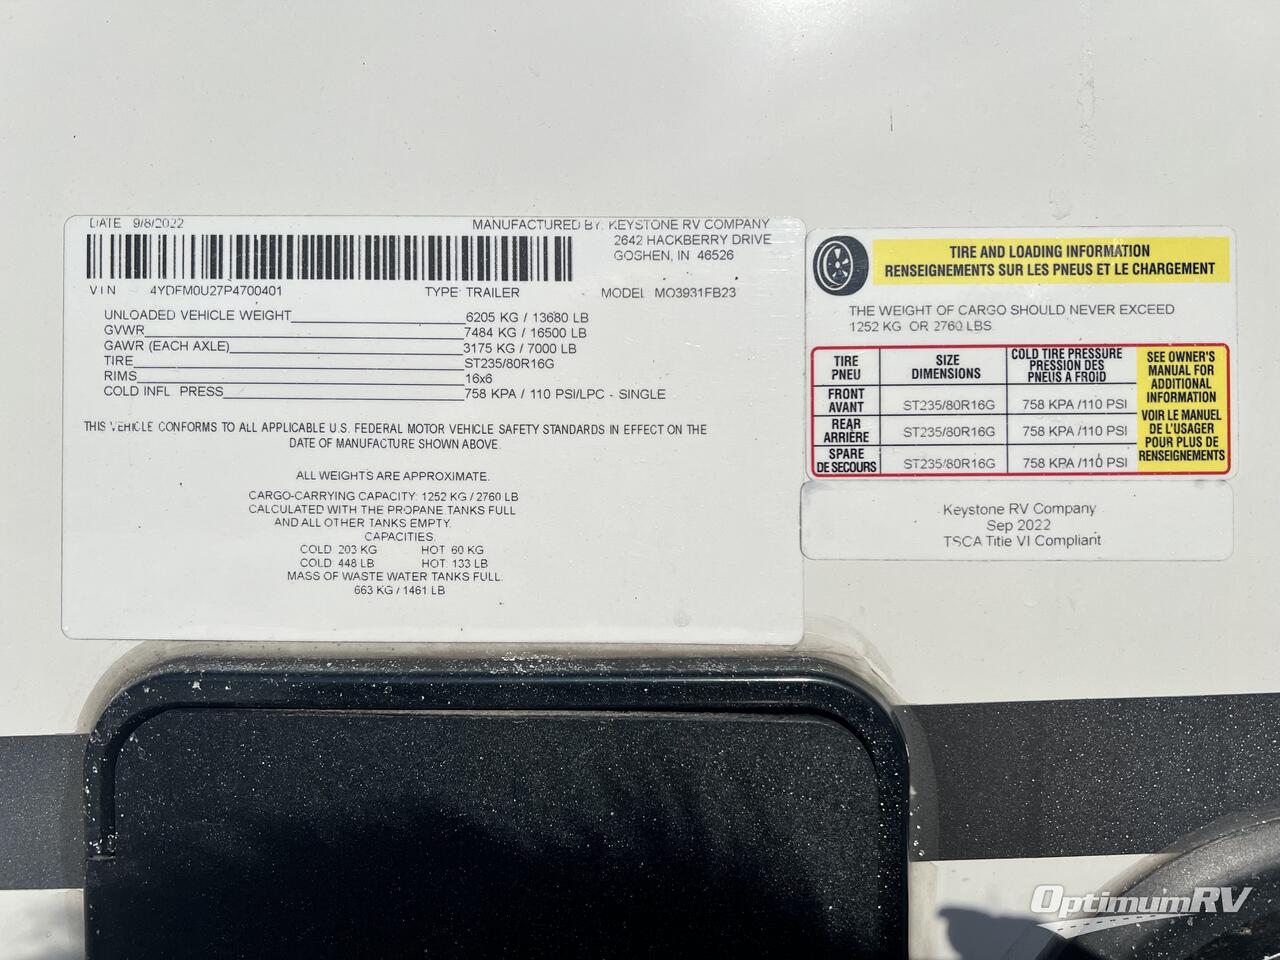 DATE 9/8/2022
MANUFACTURED BY: KEYSTONE RV COMPANY
2642 HACKBERRY DRIVE
GOSHEN, IN 46526
VIN 4YDFM0U27P4700401 TYPE: TRAILER MODEL MO3931FB23
UNLOADED VEHICLE WEIGHT 6205 KG / 13680 LB
GVWR 7484 KG / 16500 LB
GAWR (EACH AXLE) 3175 KG / 7000 LB
TIRE ST235/80R16G
RIMS 16x6
COLD INFL PRESS 758 KPA / 110 PSI/LPC - SINGLE
THIS VEHICLE CONFORMS TO ALL APPLICABLE U.S. FEDERAL MOTOR VEHICLE SAFETY STANDARDS IN EFFECT ON THE
DATE OF MANUFACTURE SHOWN ABOVE.
ALL WEIGHTS ARE APPROXIMATE.
CARGO-CARRYING CAPACITY: 1252 KG / 2760 LB
CALCULATED WITH THE PROPANE TANKS FULL
AND ALL OTHER TANKS EMPTY.
CAPACITIES.
COLD: 203 KG HOT: 60 KG
COLD: 448 LB HOT: 133 LB
MASS OF WASTE WATER TANKS FULL:
663 KG / 1461 LB
TIRE AND LOADING INFORMATION
RENSEIGNEMENTS SUR LES PNEUS ET LE CHARGEMENT
THE WEIGHT OF CARGO SHOULD NEVER EXCEED
1252 KG OR 2760 LBS
TIRE
PNEU
SIZE
DIMENSIONS
COLD TIRE PRESSURE
PRESSION DES
PNEUS A FROID
FRONT
AVANT
ST235/80R16G 758 KPA /110 PSI
REAR
ARRIÈRE
ST235/80R16G 758 KPA /110 PSI
SPARE
DE SECOURS
ST235/80R16G 758 KPA /110 PSI
SEE OWNER'S
MANUAL FOR
ADDITIONAL
INFORMATION
VOIR LE MANUEL
DE L'USAGER
POUR PLUS DE
RENSEIGNEMENTS
Keystone RV Company
Sep 2022
TSCA Title VI Compliant
OptimumRV